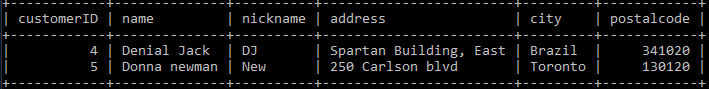 +------------+--------------+----------+------------------------+---------+------------+
| customerID | name         | nickname | address                | city    | postalcode |
+------------+--------------+----------+------------------------+---------+------------+
|          4 | Denial Jack  | DJ       | Spartan Building, East | Brazil  |     341020 |
|          5 | Donna newman | New      | 250 Carlson blvd       | Toronto |     130120 |
+------------+--------------+----------+------------------------+---------+------------+